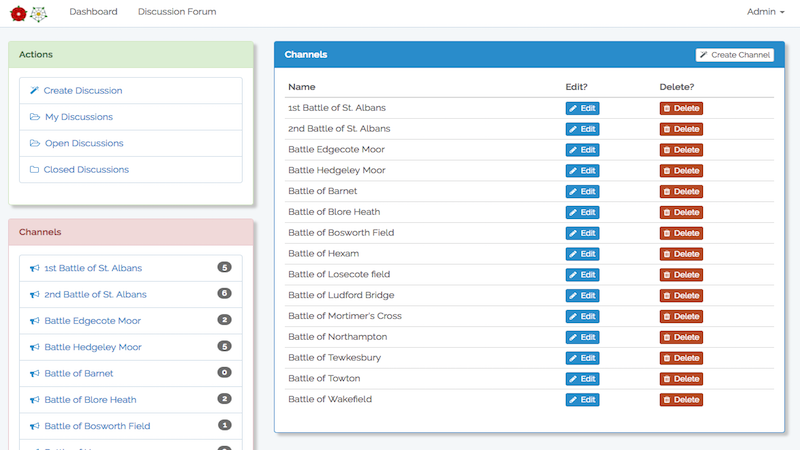 Dashboard Discussion Forum Admin
Actions
Create Discussion
My Discussions
Open Discussions
Closed Discussions
Channels
1st Battle of St. Albans 5
2nd Battle of St. Albans 6
Battle Edgecote Moor 2
Battle Hedgeley Moor 5
Battle of Barnet 0
Battle of Blore Heath 2
Battle of Bosworth Field 1
Channels Create Channel
Name Edit? Delete?
1st Battle of St. Albans Edit Delete
2nd Battle of St. Albans Edit Delete
Battle Edgecote Moor Edit Delete
Battle Hedgeley Moor Edit Delete
Battle of Barnet Edit Delete
Battle of Blore Heath Edit Delete
Battle of Bosworth Field Edit Delete
Battle of Hexam Edit Delete
Battle of Losecote field Edit Delete
Battle of Ludford Bridge Edit Delete
Battle of Mortimer's Cross Edit Delete
Battle of Northampton Edit Delete
Battle of Tewkesbury Edit Delete
Battle of Towton Edit Delete
Battle of Wakefield Edit Delete